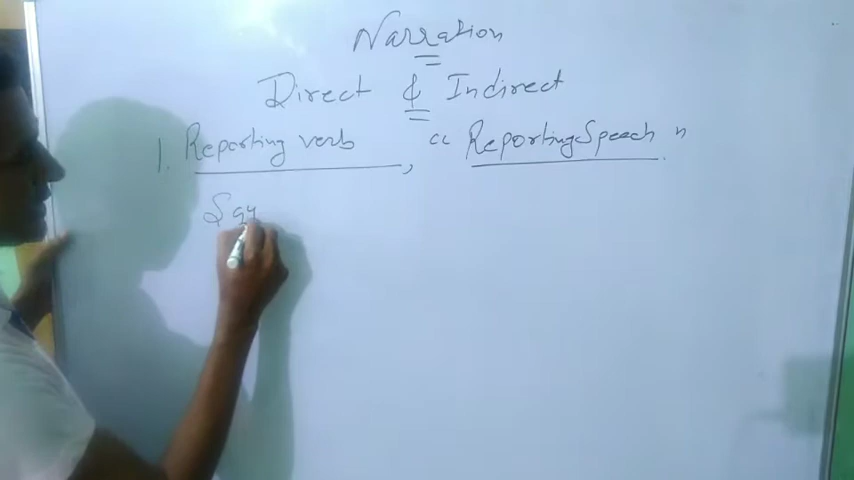 Narration
Direct & Indirect
1. Reporting verb, " Reporting Speech "
Say